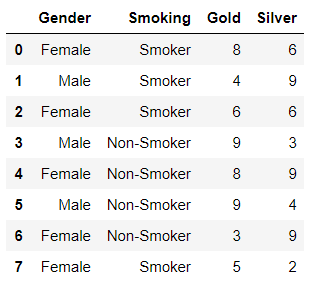 Gender Smoking Gold Silver
0 Female Smoker 8 6
1 Male Smoker 4 9
2 Female Smoker 6 6
3 Male Non-Smoker 9 3
4 Female Non-Smoker 8 9
5 Male Non-Smoker 9 4
6 Female Non-Smoker 3 9
7 Female Smoker 5 2